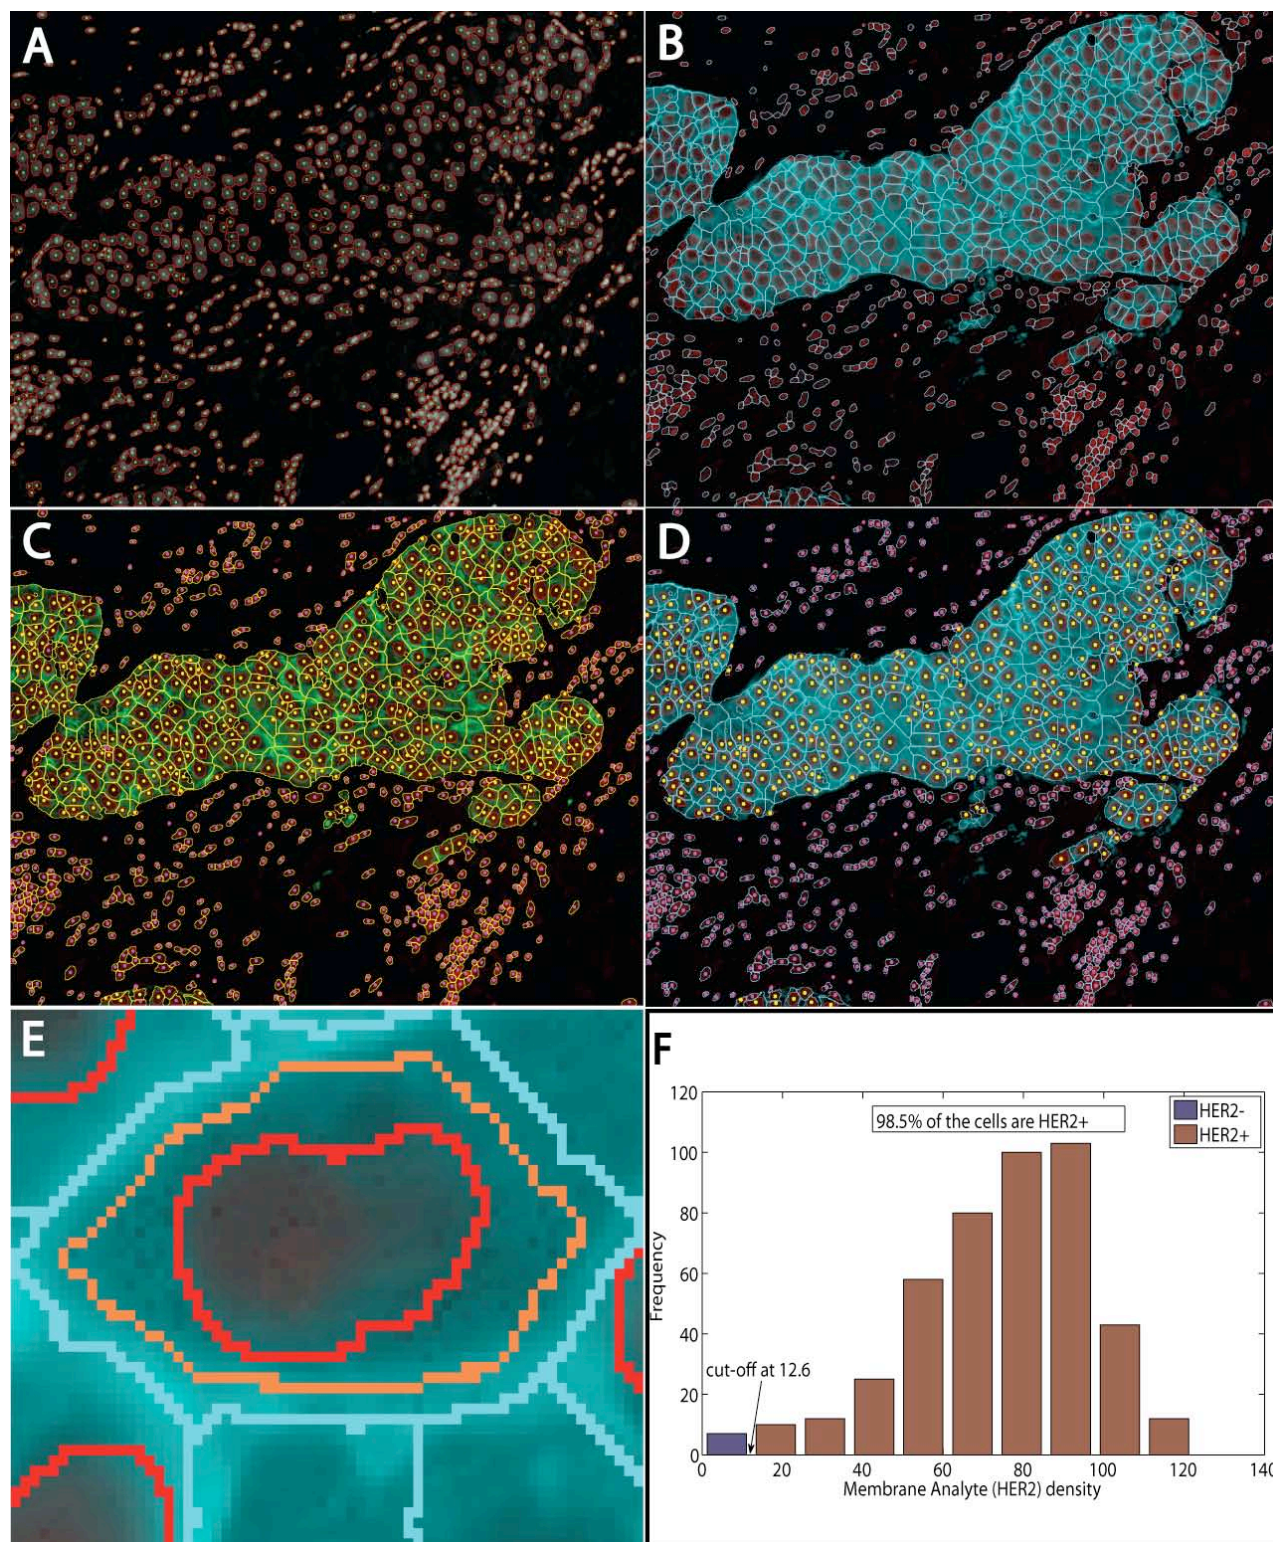 A
B
C
D
E
F
120
100
80
60
40
20
0
Frequency
98.5% of the cells are HER2+
HER2-
HER2+
cut-off at 12.6
0 20 40 60 80 100 120 140
Membrane Analyte (HER2) density